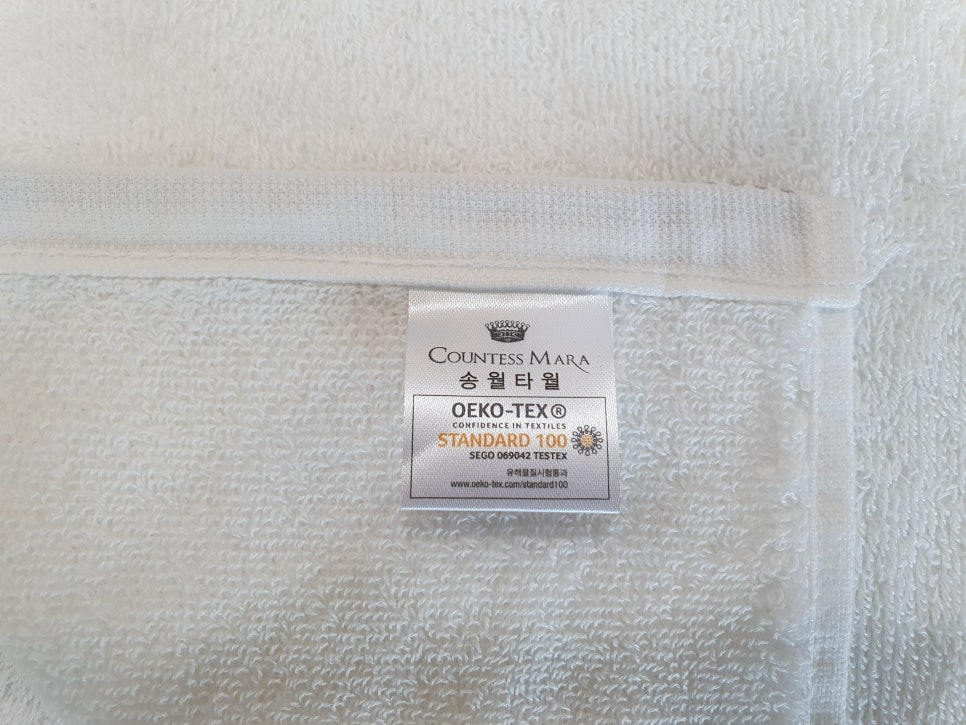 COUNTESS MARA
송월타월
OEKO-TEX®
CONFIDENCE IN TEXTILES
STANDARD 100
SEGO 069042 TESTEX
유해물질시험통과
www.oeko-tex.com/standard100